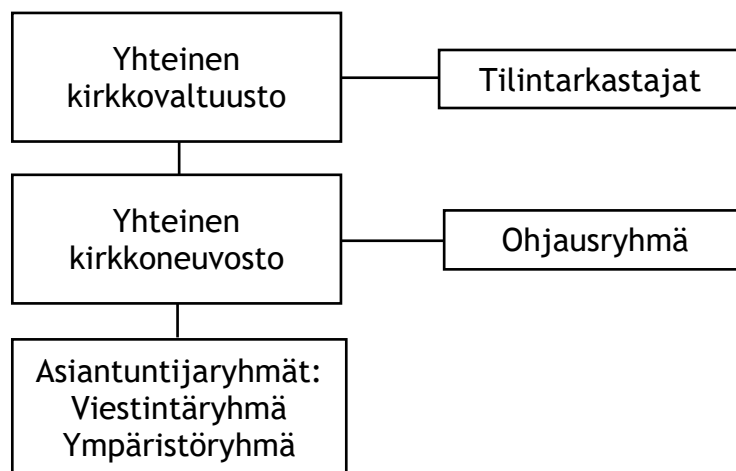 Yhteinen
kirkkovaltuusto
Tilintarkastajat
Yhteinen
kirkkoneuvosto
Ohjausryhmä
Asiantuntijaryhmät:
Viestintäryhmä
Ympäristöryhmä